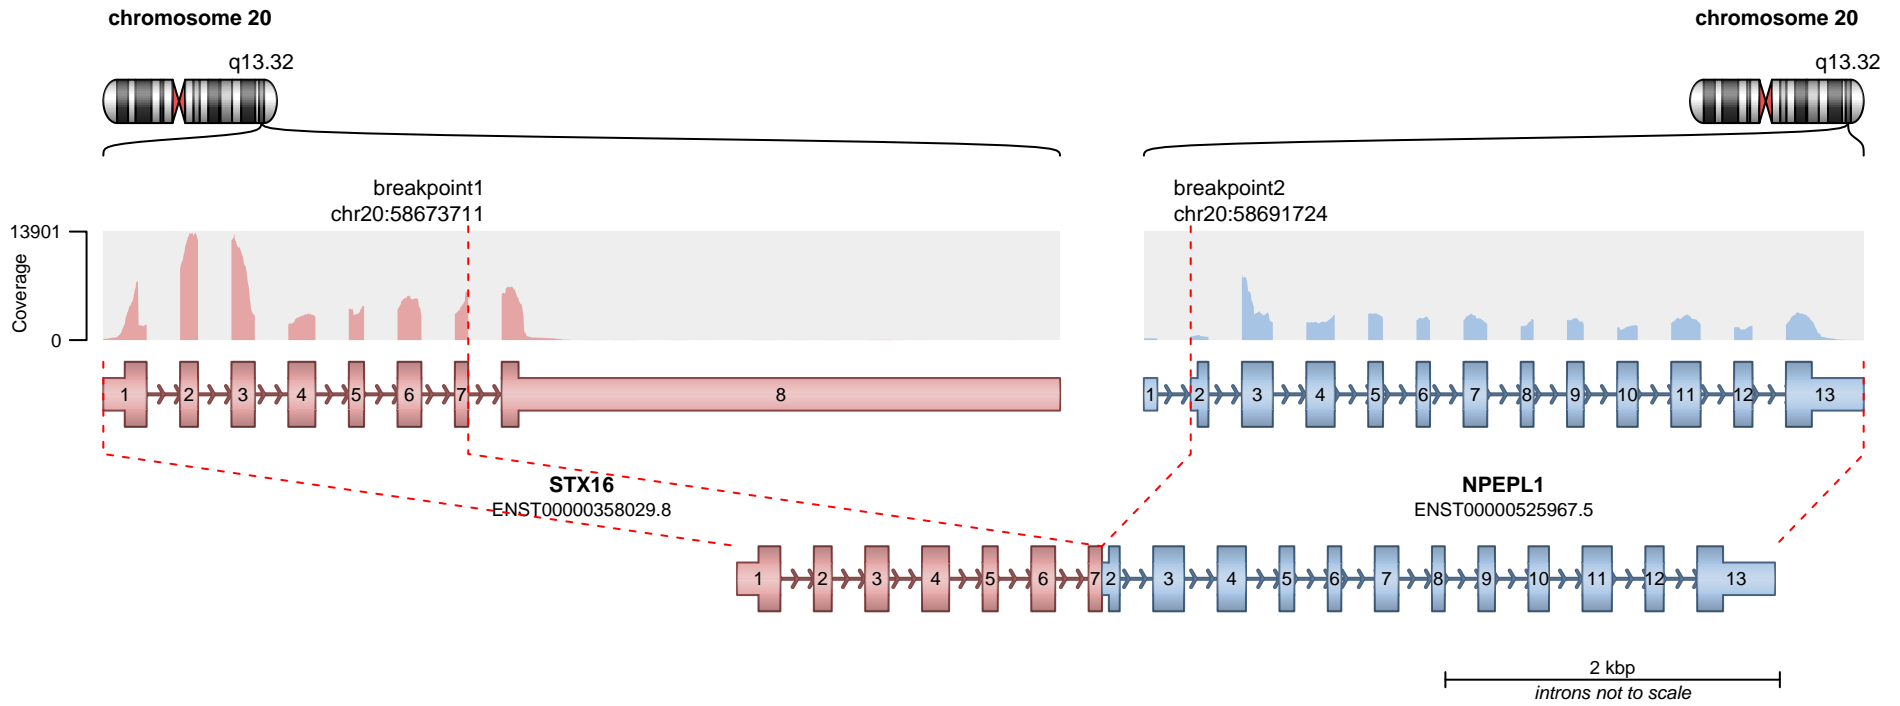 chromosome 20
chromosome 20
q13.32
q13.32
breakpoint1
chr20:58673711
breakpoint2
chr20:58691724
13901
Coverage
0
1 2 3 4 5 6 7 8
1 2 3 4 5 6 7 8 9 10 11 12 13
STX16
ENST00000358029.8
NPEPL1
ENST00000525967.5
1 2 3 4 5 6 7 2 3 4 5 6 7 8 9 10 11 12 13
2 kbp
introns not to scale